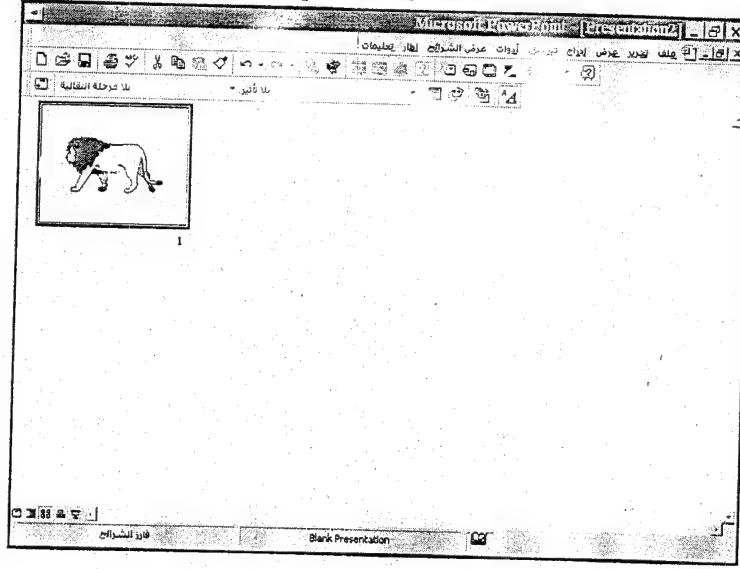 Microsoft PowerPoint - [Presentation2]
ملف تحرير عرض إدراج أدوات عرض الشرائح إطار تعليمات
بلا مرحلة انتقالية بلا تأثير
1
فارز الشرائح Blank Presentation